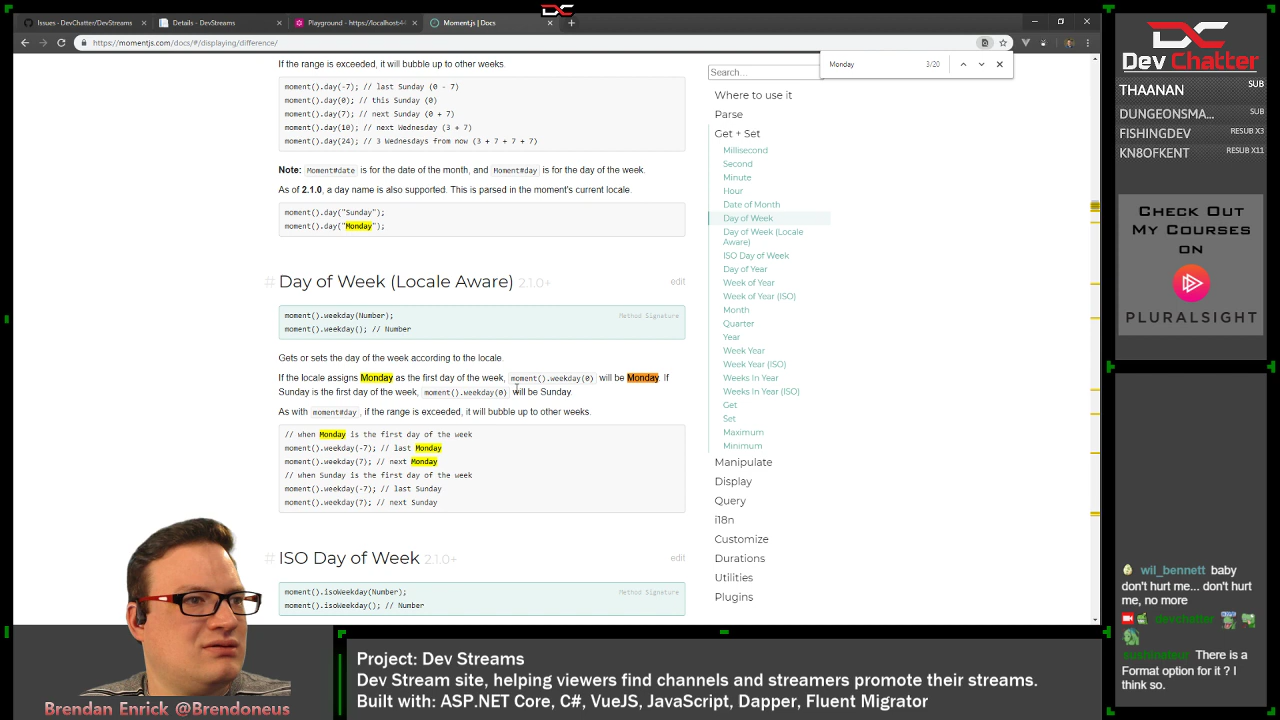 DC
Issues - DevChatter/DevStreams
Details - DevStreams
Playground - https://localhost:44
Moment.js | Docs
https://momentjs.com/docs/#/displaying/difference/
Monday
3/20
If the range is exceeded, it will bubble up to other weeks.
moment().day(-7); // last Sunday (0 - 7)
moment().day(0); // this Sunday (0)
moment().day(7); // next Sunday (0 + 7)
moment().day(10); // next Wednesday (3 + 7)
moment().day(24); // 3 Wednesdays from now (3 + 7 + 7 + 7)
Note: Moment#date is for the date of the month, and Moment#day is for the day of the week.
As of 2.1.0, a day name is also supported. This is parsed in the moment's current locale.
moment().day("Sunday");
moment().day("Monday");
# Day of Week (Locale Aware) 2.1.0+
edit
moment().weekday(Number);
Method Signature
moment().weekday(); // Number
Gets or sets the day of the week according to the locale.
If the locale assigns Monday as the first day of the week, moment().weekday(0) will be Monday. If
Sunday is the first day of the week, moment().weekday(0) will be Sunday.
As with moment#day, if the range is exceeded, it will bubble up to other weeks.
// when Monday is the first day of the week
moment().weekday(-7); // last Monday
moment().weekday(7); // next Monday
// when Sunday is the first day of the week
moment().weekday(-7); // last Sunday
moment().weekday(7); // next Sunday
# ISO Day of Week 2.1.0+
edit
moment().isoWeekday(Number);
Method Signature
moment().isoWeekday(); // Number
Search...
Where to use it
Parse
Get + Set
Millisecond
Second
Minute
Hour
Date of Month
Day of Week
Day of Week (Locale
Aware)
ISO Day of Week
Day of Year
Week of Year
Week of Year (ISO)
Month
Quarter
Year
Week Year
Week Year (ISO)
Weeks In Year
Weeks In Year (ISO)
Get
Set
Maximum
Minimum
Manipulate
Display
Query
i18n
Customize
Durations
Utilities
Plugins
DC
Dev Chatter
THAANAN SUB
DUNGEONSMA... SUB
FISHINGDEV RESUB X3
KN8OFKENT RESUB X11
Check Out
My Courses
on
PLURALSIGHT
wil_bennett baby
don't hurt me... don't hurt
me, no more
devchatter
sushinateur There is a
Format option for it ? I
think so.
Project: Dev Streams
Dev Stream site, helping viewers find channels and streamers promote their streams.
Built with: ASP.NET Core, C#, VueJS, JavaScript, Dapper, Fluent Migrator
Brendan Enrick @Brendoneus